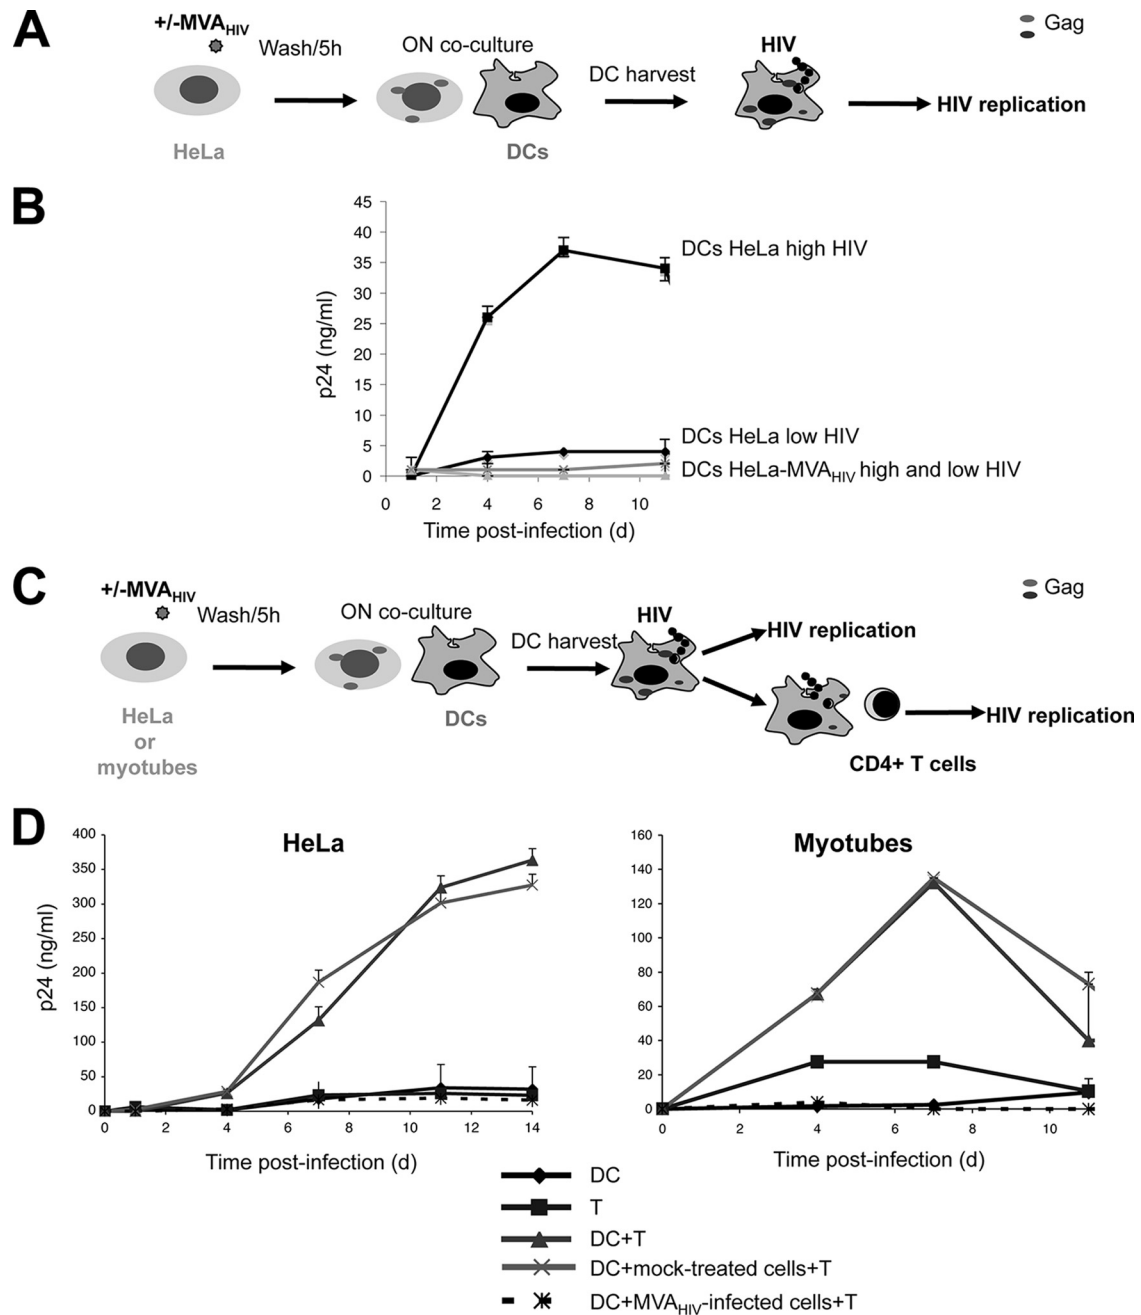 A
+/-MVAHIV
Wash/5h
ON co-culture
DC harvest
HIV
Gag
HIV replication
HeLa
DCs
B
45
40
35
30
25
20
15
10
5
0
p24 (ng/ml)
0 2 4 6 8 10
Time post-infection (d)
DCs HeLa high HIV
DCs HeLa low HIV
DCs HeLa-MVAHIV high and low HIV
C
+/-MVAHIV
Wash/5h
ON co-culture
DC harvest
HIV
Gag
HIV replication
HeLa
or
myotubes
DCs
CD4+ T cells
HIV replication
D
HeLa
400
350
300
250
200
150
100
50
0
p24 (ng/ml)
0 2 4 6 8 10 12 14
Time post-infection (d)
Myotubes
160
140
120
100
80
60
40
20
0
0 2 4 6 8 10
Time post-infection (d)
DC
T
DC+T
DC+mock-treated cells+T
DC+MVAHIV-infected cells+T